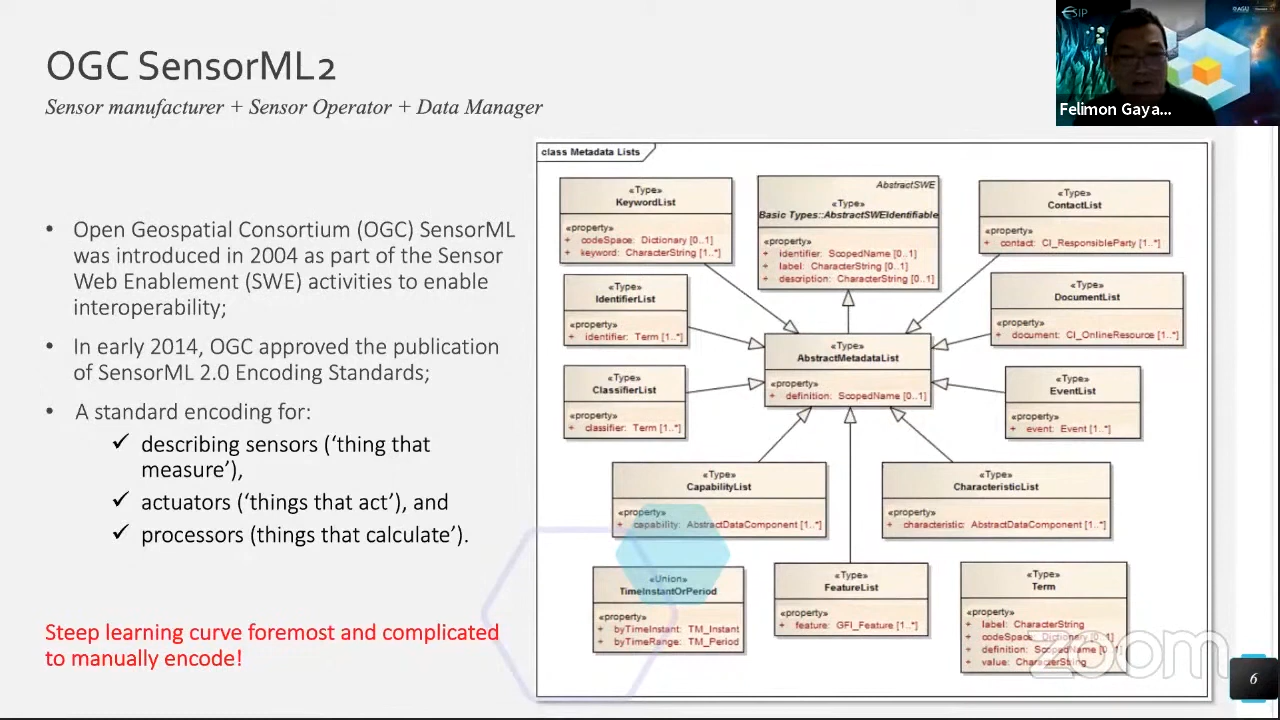 OGC SensorML2
Sensor manufacturer + Sensor Operator + Data Manager
• Open Geospatial Consortium (OGC) SensorML
was introduced in 2004 as part of the Sensor
Web Enablement (SWE) activities to enable
interoperability;
• In early 2014, OGC approved the publication
of SensorML 2.0 Encoding Standards;
• A standard encoding for:
✓ describing sensors (‘thing that
measure’),
✓ actuators (‘things that act’), and
✓ processors (things that calculate’).
Steep learning curve foremost and complicated
to manually encode!
class Metadata Lists
«Type»
KeywordList
«property»
+ codeSpace: Dictionary [0..1]
+ keyword: CharacterString [1..*]
AbstractSWE
«Type»
Basic Types::AbstractSWEIdentifiable
«property»
+ identifier: ScopedName [0..1]
+ label: CharacterString [0..1]
+ description: CharacterString [0..1]
«Type»
ContactList
«property»
+ contact: CI_ResponsibleParty [1..*]
«Type»
IdentifierList
«property»
+ identifier: Term [1..*]
«Type»
DocumentList
«property»
+ document: CI_OnlineResource [1..*]
«Type»
AbstractMetadataList
«property»
+ definition: ScopedName [0..1]
«Type»
ClassifierList
«property»
+ classifier: Term [1..*]
«Type»
EventList
«property»
+ event: Event [1..*]
«Type»
CapabilityList
«property»
+ capability: AbstractDataComponent [1..*]
«Type»
CharacteristicList
«property»
+ characteristic: AbstractDataComponent [1..*]
«Union»
TimeInstantOrPeriod
«property»
+ byTimeInstant: TM_Instant
+ byTimeRange: TM_Period
«Type»
FeatureList
«property»
+ feature: GFI_Feature [1..*]
«Type»
Term
«property»
+ label: CharacterString
+ codeSpace: Dictionary [0..1]
+ definition: ScopedName [0..1]
+ value: CharacterString
zoom
6
ESIP
AGU
Felimon Gaya...